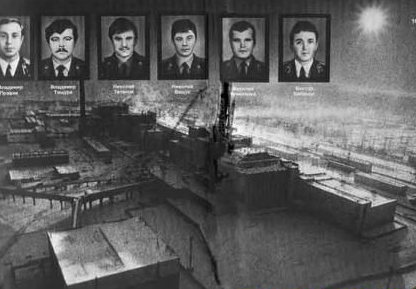 Владимир
Правик
Владимир
Тишура
Николай
Титенок
Николай
Ващук
Василий
Игнатенко
Виктор
Кибенок